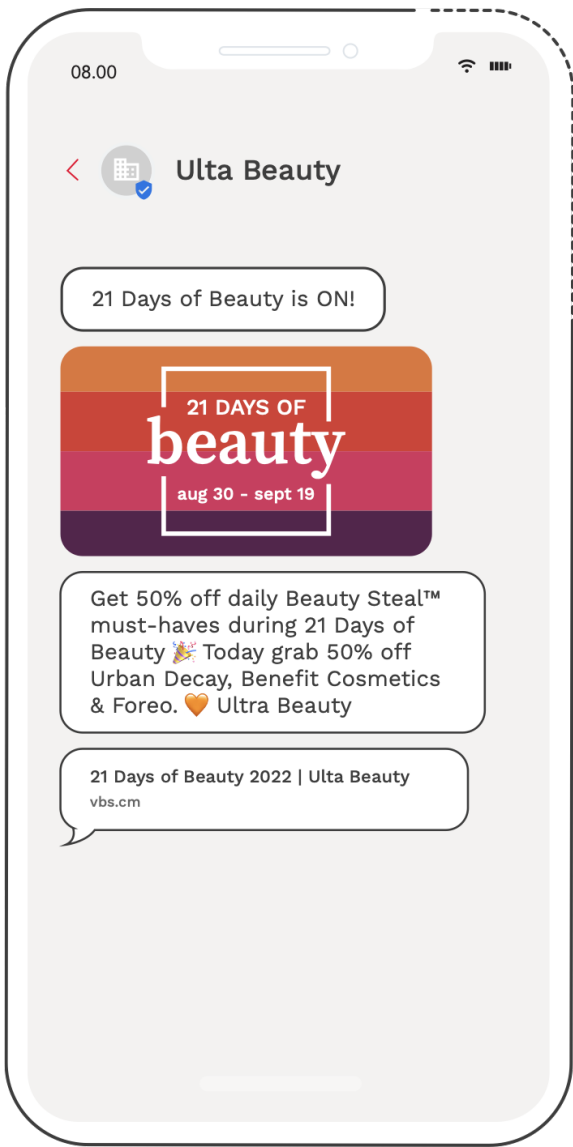 08.00
Ulta Beauty
21 Days of Beauty is ON!
21 DAYS OF
beauty
aug 30 - sept 19
Get 50% off daily Beauty Steal™
must-haves during 21 Days of
Beauty 🎉 Today grab 50% off
Urban Decay, Benefit Cosmetics
& Foreo. 🧡 Ultra Beauty
21 Days of Beauty 2022 | Ulta Beauty
vbs.cm